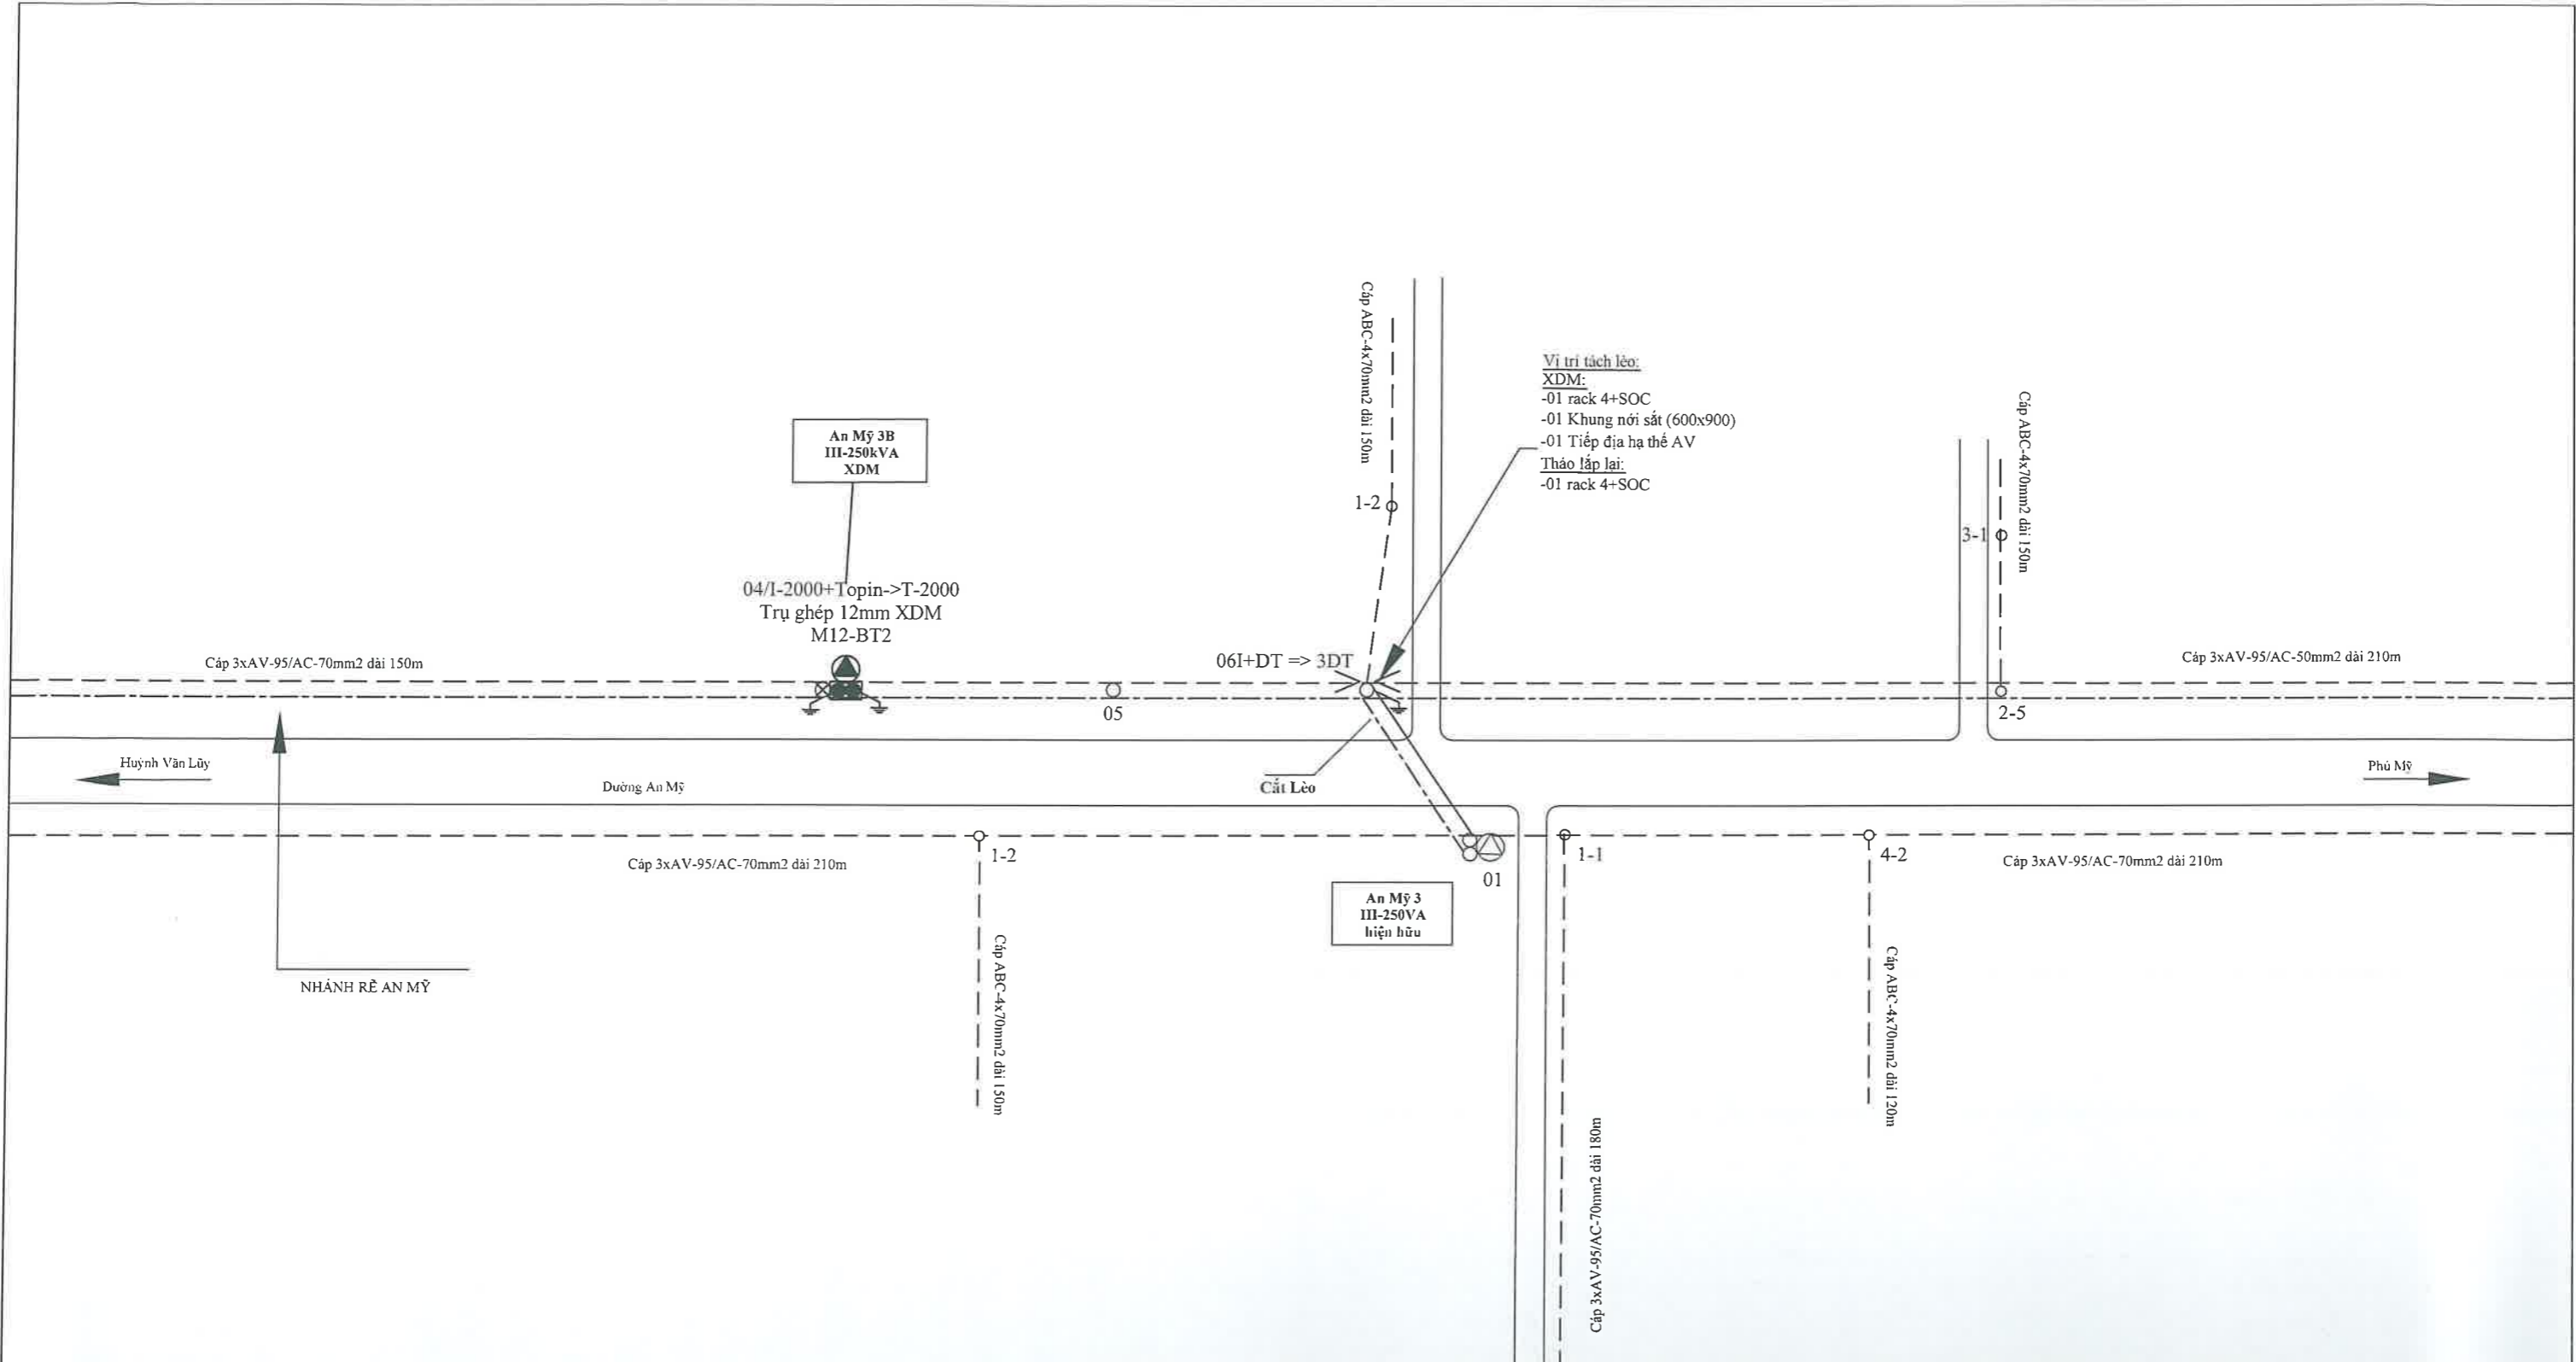 Cáp ABC-4x70mm2 dài 150m
Vị trí tách lèo:
XDM:
-01 rack 4+SOC
-01 Khung nới sắt (600x900)
-01 Tiếp địa hạ thế AV
Tháo lắp lại:
-01 rack 4+SOC
Cáp ABC-4x70mm2 dài 150m
An Mỹ 3B
III-250kVA
XDM
1-2
3-1
04/I-2000+Topin->T-2000
Trụ ghép 12mm XDM
M12-BT2
Cáp 3xAV-95/AC-70mm2 dài 150m
06I+DT => 3DT
Cáp 3xAV-95/AC-50mm2 dài 210m
05
2-5
Huỳnh Văn Lũy
Phú Mỹ
Đường An Mỹ
Cắt Lèo
1-2
Cáp 3xAV-95/AC-70mm2 dài 210m
01
1-1
4-2
Cáp 3xAV-95/AC-70mm2 dài 210m
An Mỹ 3
III-250VA
hiện hữu
NHÁNH RẼ AN MỸ
Cáp ABC-4x70mm2 dài 150m
Cáp ABC-4x70mm2 dài 120m
Cáp 3xAV-95/AC-70mm2 dài 180m